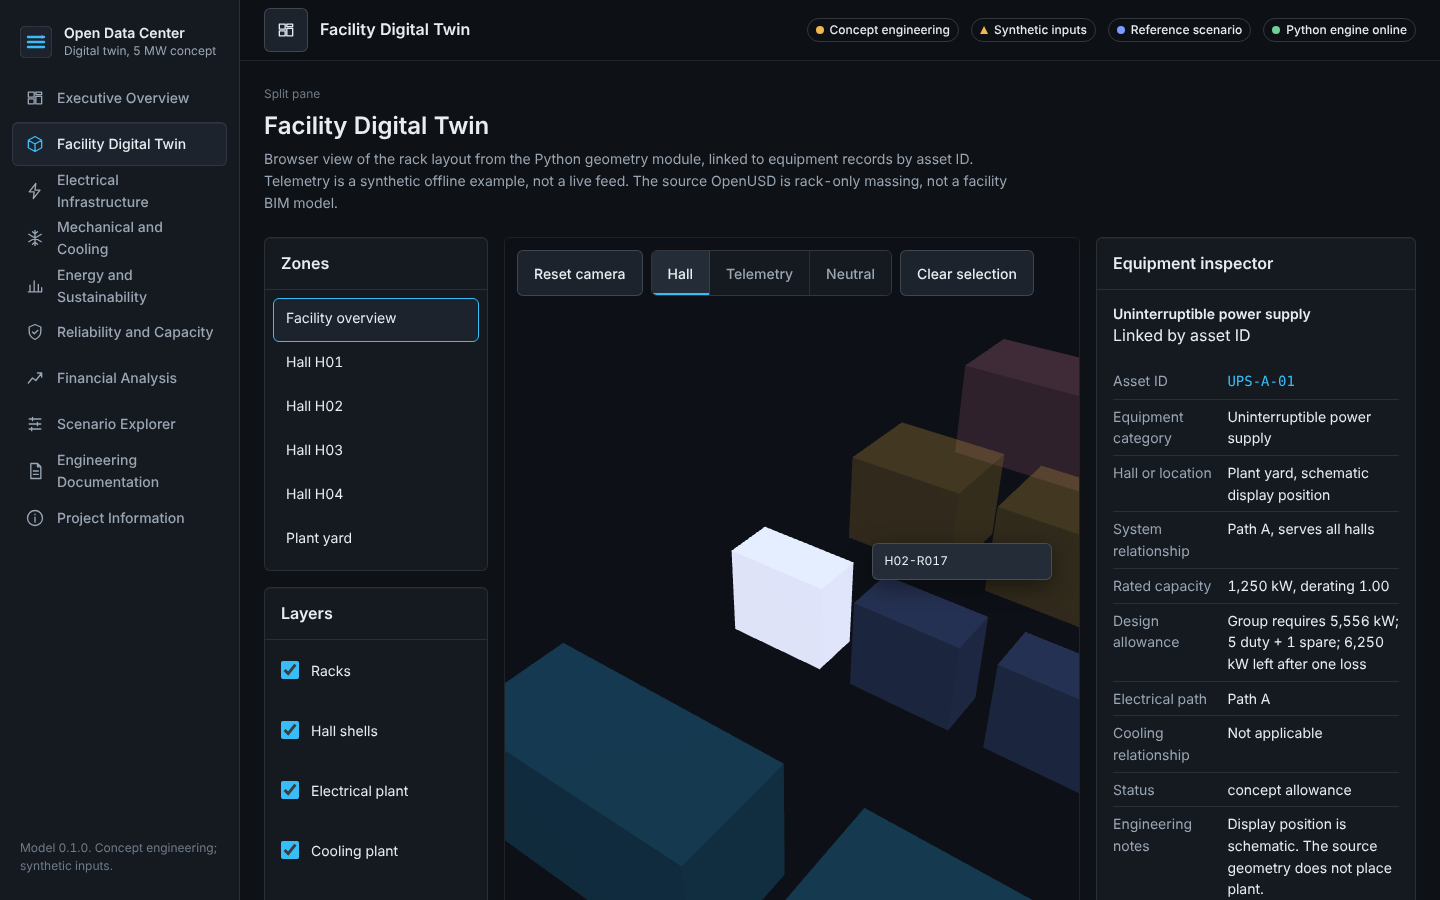 Open Data Center
Digital twin, 5 MW concept
Executive Overview
Facility Digital Twin
Electrical
Infrastructure
Mechanical and
Cooling
Energy and
Sustainability
Reliability and Capacity
Financial Analysis
Scenario Explorer
Engineering
Documentation
Project Information
Model 0.1.0. Concept engineering;
synthetic inputs.
Facility Digital Twin
Concept engineering
Synthetic inputs
Reference scenario
Python engine online
Split pane
Facility Digital Twin
Browser view of the rack layout from the Python geometry module, linked to equipment records by asset ID.
Telemetry is a synthetic offline example, not a live feed. The source OpenUSD is rack-only massing, not a facility
BIM model.
Zones
Facility overview
Hall H01
Hall H02
Hall H03
Hall H04
Plant yard
Layers
Racks
Hall shells
Electrical plant
Cooling plant
Reset camera
Hall
Telemetry
Neutral
Clear selection
H02-R017
Equipment inspector
Uninterruptible power supply
Linked by asset ID
Asset ID
UPS-A-01
Equipment
category
Uninterruptible power
supply
Hall or location
Plant yard, schematic
display position
System
relationship
Path A, serves all halls
Rated capacity
1,250 kW, derating 1.00
Design
allowance
Group requires 5,556 kW;
5 duty + 1 spare; 6,250
kW left after one loss
Electrical path
Path A
Cooling
relationship
Not applicable
Status
concept allowance
Engineering
notes
Display position is
schematic. The source
geometry does not place
plant.